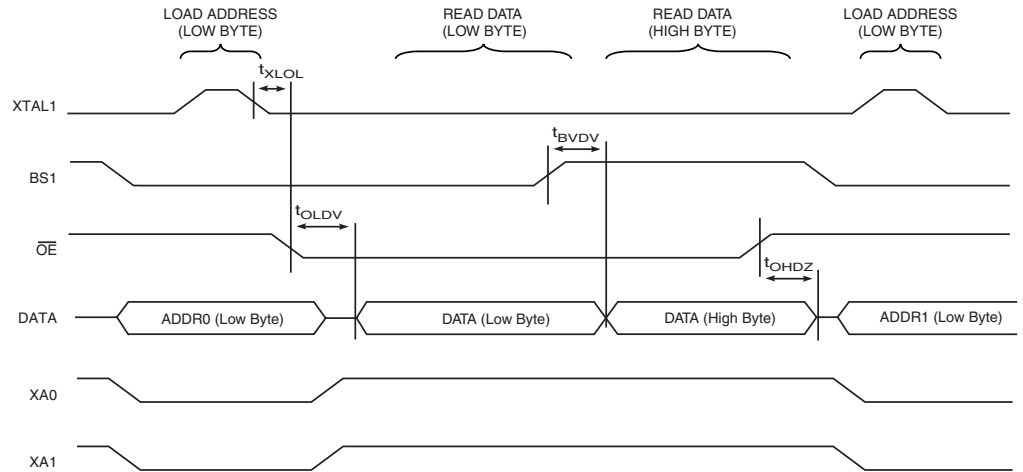 LOAD ADDRESS
(LOW BYTE)
READ DATA
(LOW BYTE)
READ DATA
(HIGH BYTE)
LOAD ADDRESS
(LOW BYTE)
tXLOL
XTAL1
tBVDV
BS1
tOLDV
OE
tOHDZ
DATA
ADDR0 (Low Byte)
DATA (Low Byte)
DATA (High Byte)
ADDR1 (Low Byte)
XA0
XA1